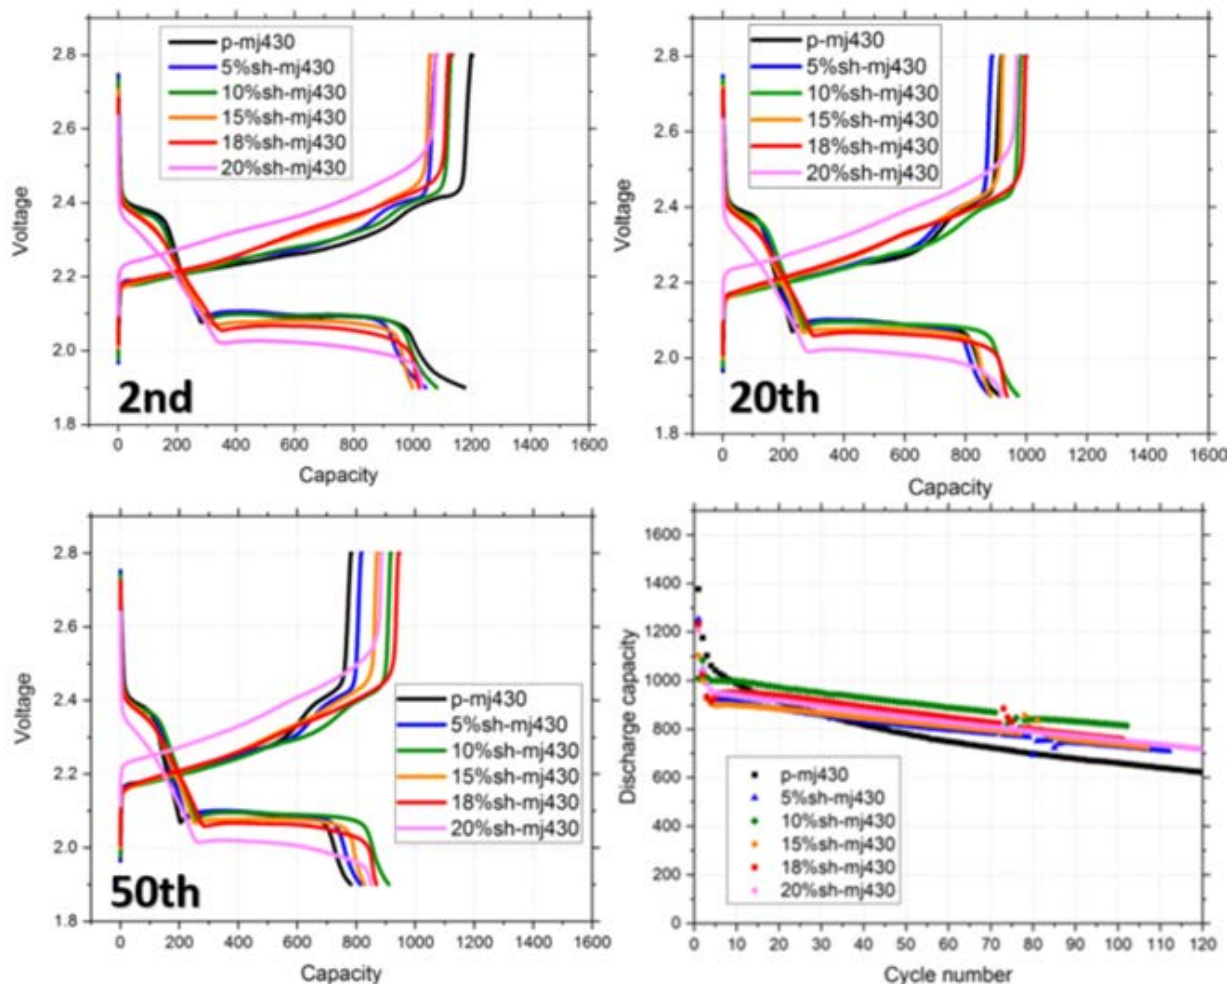 p-mj430
5%sh-mj430
10%sh-mj430
15%sh-mj430
18%sh-mj430
20%sh-mj430
2.8
2.6
2.4
2.2
2.0
1.8
Voltage
2nd
0 200 400 600 800 1000 1200 1400 1600
Capacity
p-mj430
5%sh-mj430
10%sh-mj430
15%sh-mj430
18%sh-mj430
20%sh-mj430
2.8
2.6
2.4
2.2
2.0
1.8
Voltage
20th
0 200 400 600 800 1000 1200 1400 1600
Capacity
2.8
2.6
2.4
2.2
2.0
1.8
Voltage
p-mj430
5%sh-mj430
10%sh-mj430
15%sh-mj430
18%sh-mj430
20%sh-mj430
50th
0 200 400 600 800 1000 1200 1400 1600
Capacity
1600
1400
1200
1000
800
600
400
200
0
Discharge capacity
p-mj430
5%sh-mj430
10%sh-mj430
15%sh-mj430
18%sh-mj430
20%sh-mj430
0 10 20 30 40 50 60 70 80 90 100 110 120
Cycle number